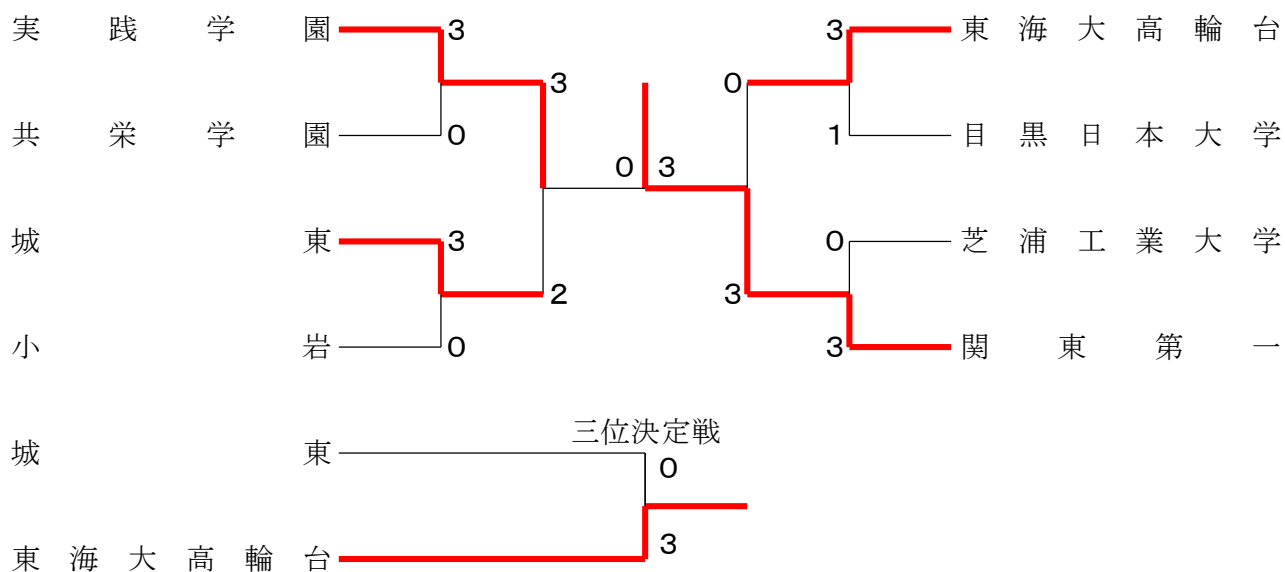 実践学園 3 3 東海大高輪台
3 0
共栄学園 0 1 目黒日本大学
0 3
城東 3 0 芝浦工業大学
2 3
小岩 0 3 関東第一
三位決定戦
城東 0
東海大高輪台 3